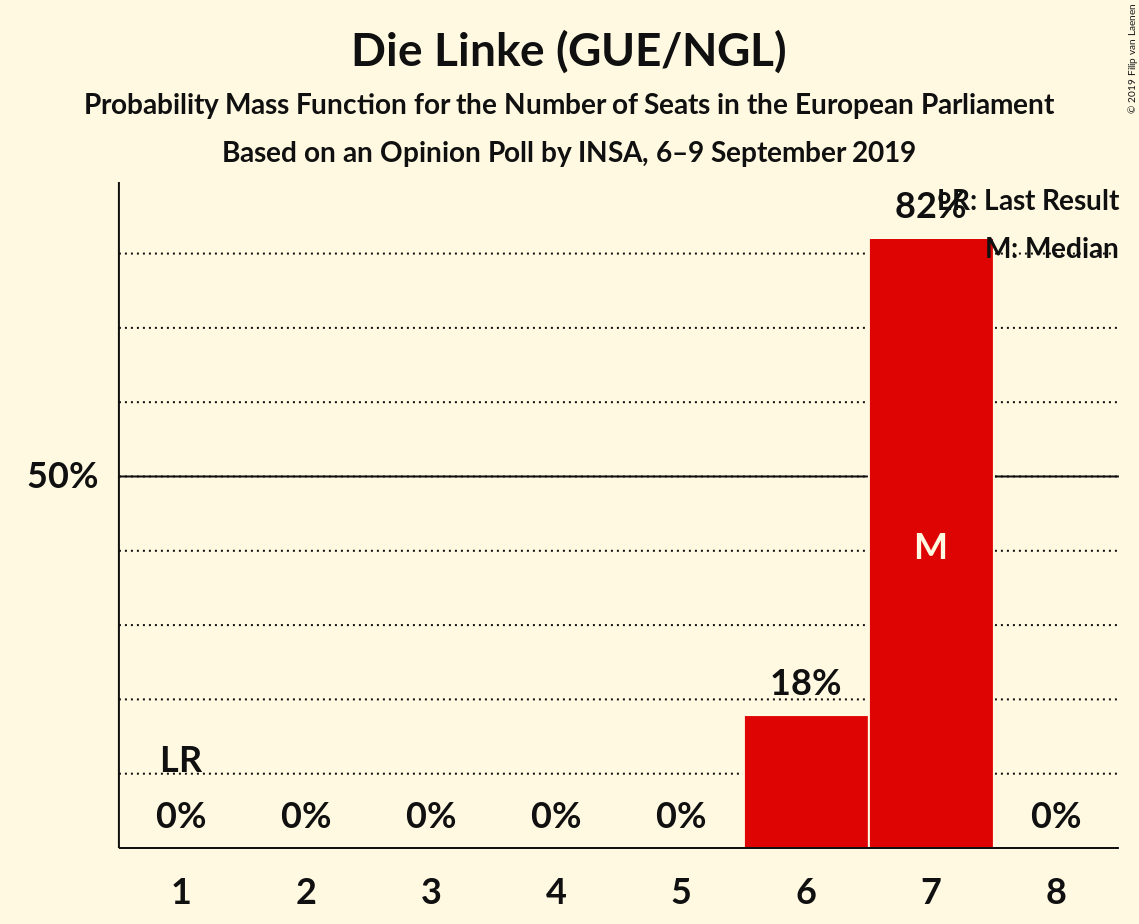 Die Linke (GUE/NGL)
Probability Mass Function for the Number of Seats in the European Parliament
Based on an Opinion Poll by INSA, 6–9 September 2019
© 2019 Filip van Laenen
LR: Last Result
M: Median
82%
50%
M
18%
LR
0% 0% 0% 0% 0% 0%
1 2 3 4 5 6 7 8